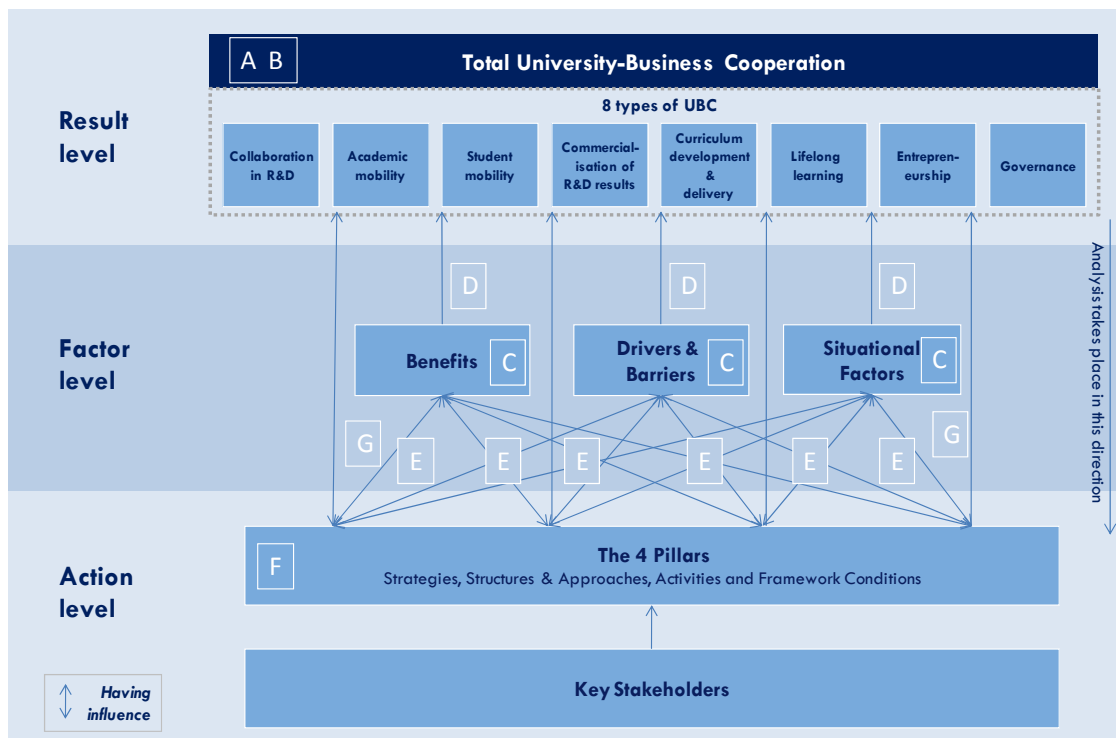 A B
Total University-Business Cooperation
Result
level
8 types of UBC
Collaboration
in R&D
Academic
mobility
Student
mobility
Commercial-
isation of
R&D results
Curriculum
development
&
delivery
Lifelong
learning
Entrepren-
eurship
Governance
Analysis takes place in this direction
D
D
D
Factor
level
Benefits
C
Drivers &
Barriers
C
Situational
Factors
C
G
E
E
E
E
E
E
G
Action
level
F
The 4 Pillars
Strategies, Structures & Approaches, Activities and Framework Conditions
Key Stakeholders
Having
influence